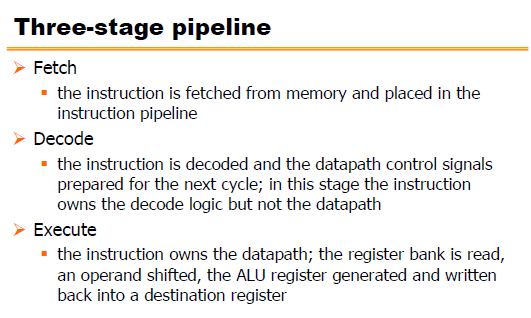 Three-stage pipeline
Fetch
the instruction is fetched from memory and placed in the
instruction pipeline
Decode
the instruction is decoded and the datapath control signals
prepared for the next cycle; in this stage the instruction
owns the decode logic but not the datapath
Execute
the instruction owns the datapath; the register bank is read,
an operand shifted, the ALU register generated and written
back into a destination register